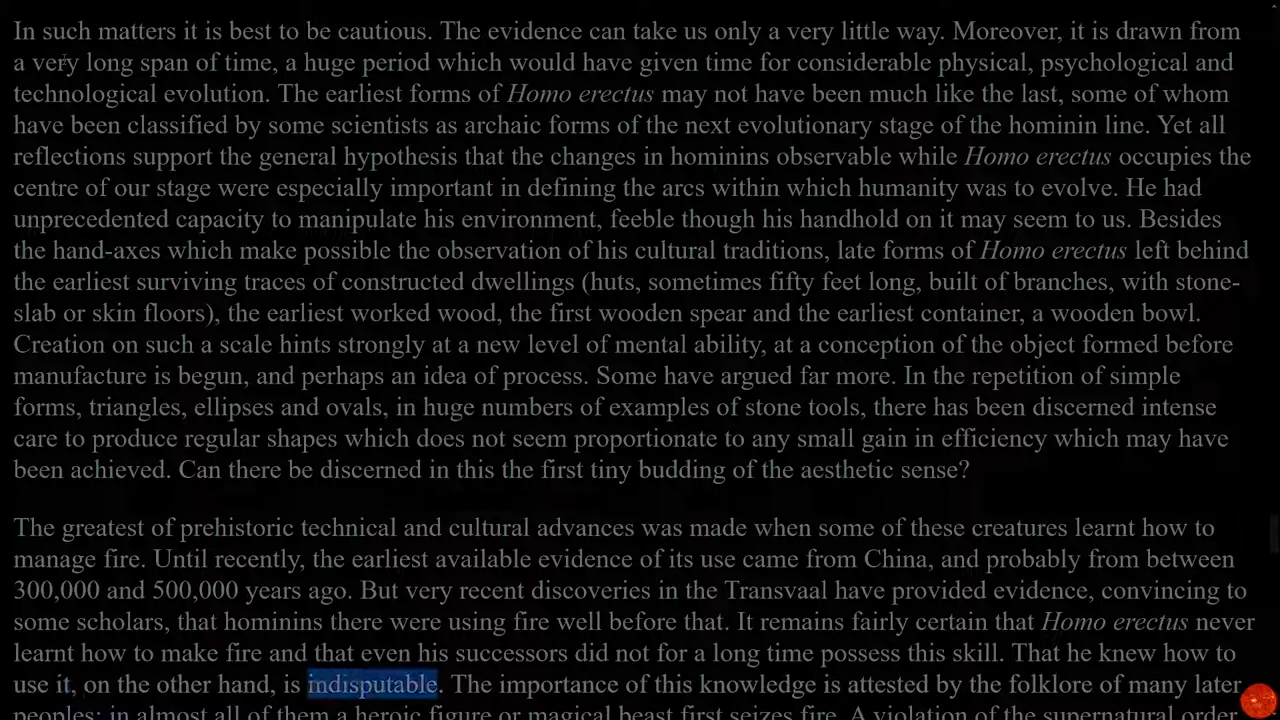 In such matters it is best to be cautious. The evidence can take us only a very little way. Moreover, it is drawn from
a very long span of time, a huge period which would have given time for considerable physical, psychological and
technological evolution. The earliest forms of Homo erectus may not have been much like the last, some of whom
have been classified by some scientists as archaic forms of the next evolutionary stage of the hominin line. Yet all
reflections support the general hypothesis that the changes in hominins observable while Homo erectus occupies the
centre of our stage were especially important in defining the arcs within which humanity was to evolve. He had
unprecedented capacity to manipulate his environment, feeble though his handhold on it may seem to us. Besides
the hand-axes which make possible the observation of his cultural traditions, late forms of Homo erectus left behind
the earliest surviving traces of constructed dwellings (huts, sometimes fifty feet long, built of branches, with stone-
slab or skin floors), the earliest worked wood, the first wooden spear and the earliest container, a wooden bowl.
Creation on such a scale hints strongly at a new level of mental ability, at a conception of the object formed before
manufacture is begun, and perhaps an idea of process. Some have argued far more. In the repetition of simple
forms, triangles, ellipses and ovals, in huge numbers of examples of stone tools, there has been discerned intense
care to produce regular shapes which does not seem proportionate to any small gain in efficiency which may have
been achieved. Can there be discerned in this the first tiny budding of the aesthetic sense?
The greatest of prehistoric technical and cultural advances was made when some of these creatures learnt how to
manage fire. Until recently, the earliest available evidence of its use came from China, and probably from between
300,000 and 500,000 years ago. But very recent discoveries in the Transvaal have provided evidence, convincing to
some scholars, that hominins there were using fire well before that. It remains fairly certain that Homo erectus never
learnt how to make fire and that even his successors did not for a long time possess this skill. That he knew how to
use it, on the other hand, is indisputable. The importance of this knowledge is attested by the folklore of many later
peoples; in almost all of them a heroic figure or magical beast first seizes fire. A violation of the supernatural order